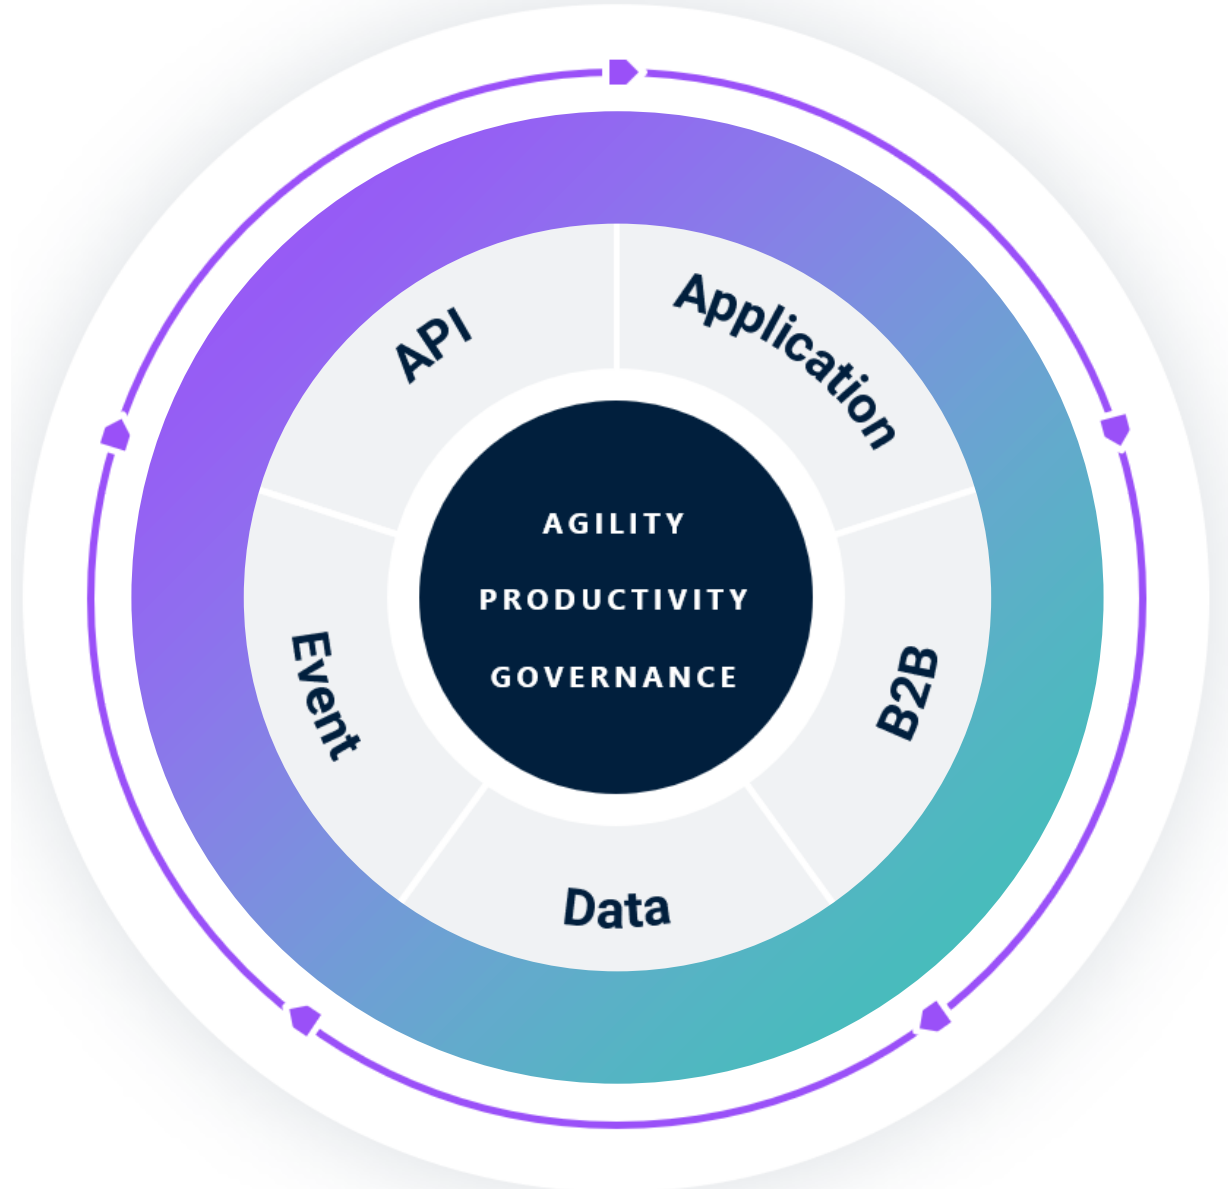 API
Application
AGILITY
PRODUCTIVITY
GOVERNANCE
Event
B2B
Data